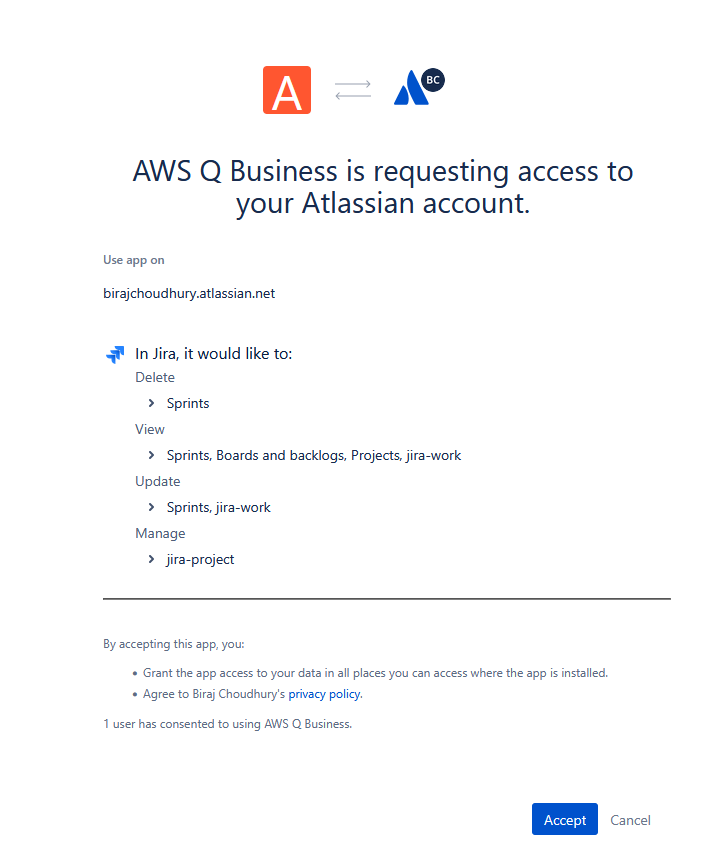 A
BC
AWS Q Business is requesting access to
your Atlassian account.
Use app on
birajchoudhury.atlassian.net
In Jira, it would like to:
Delete
Sprints
View
Sprints, Boards and backlogs, Projects, jira-work
Update
Sprints, jira-work
Manage
jira-project
By accepting this app, you:
• Grant the app access to your data in all places you can access where the app is installed.
• Agree to Biraj Choudhury's privacy policy.
1 user has consented to using AWS Q Business.
Accept Cancel